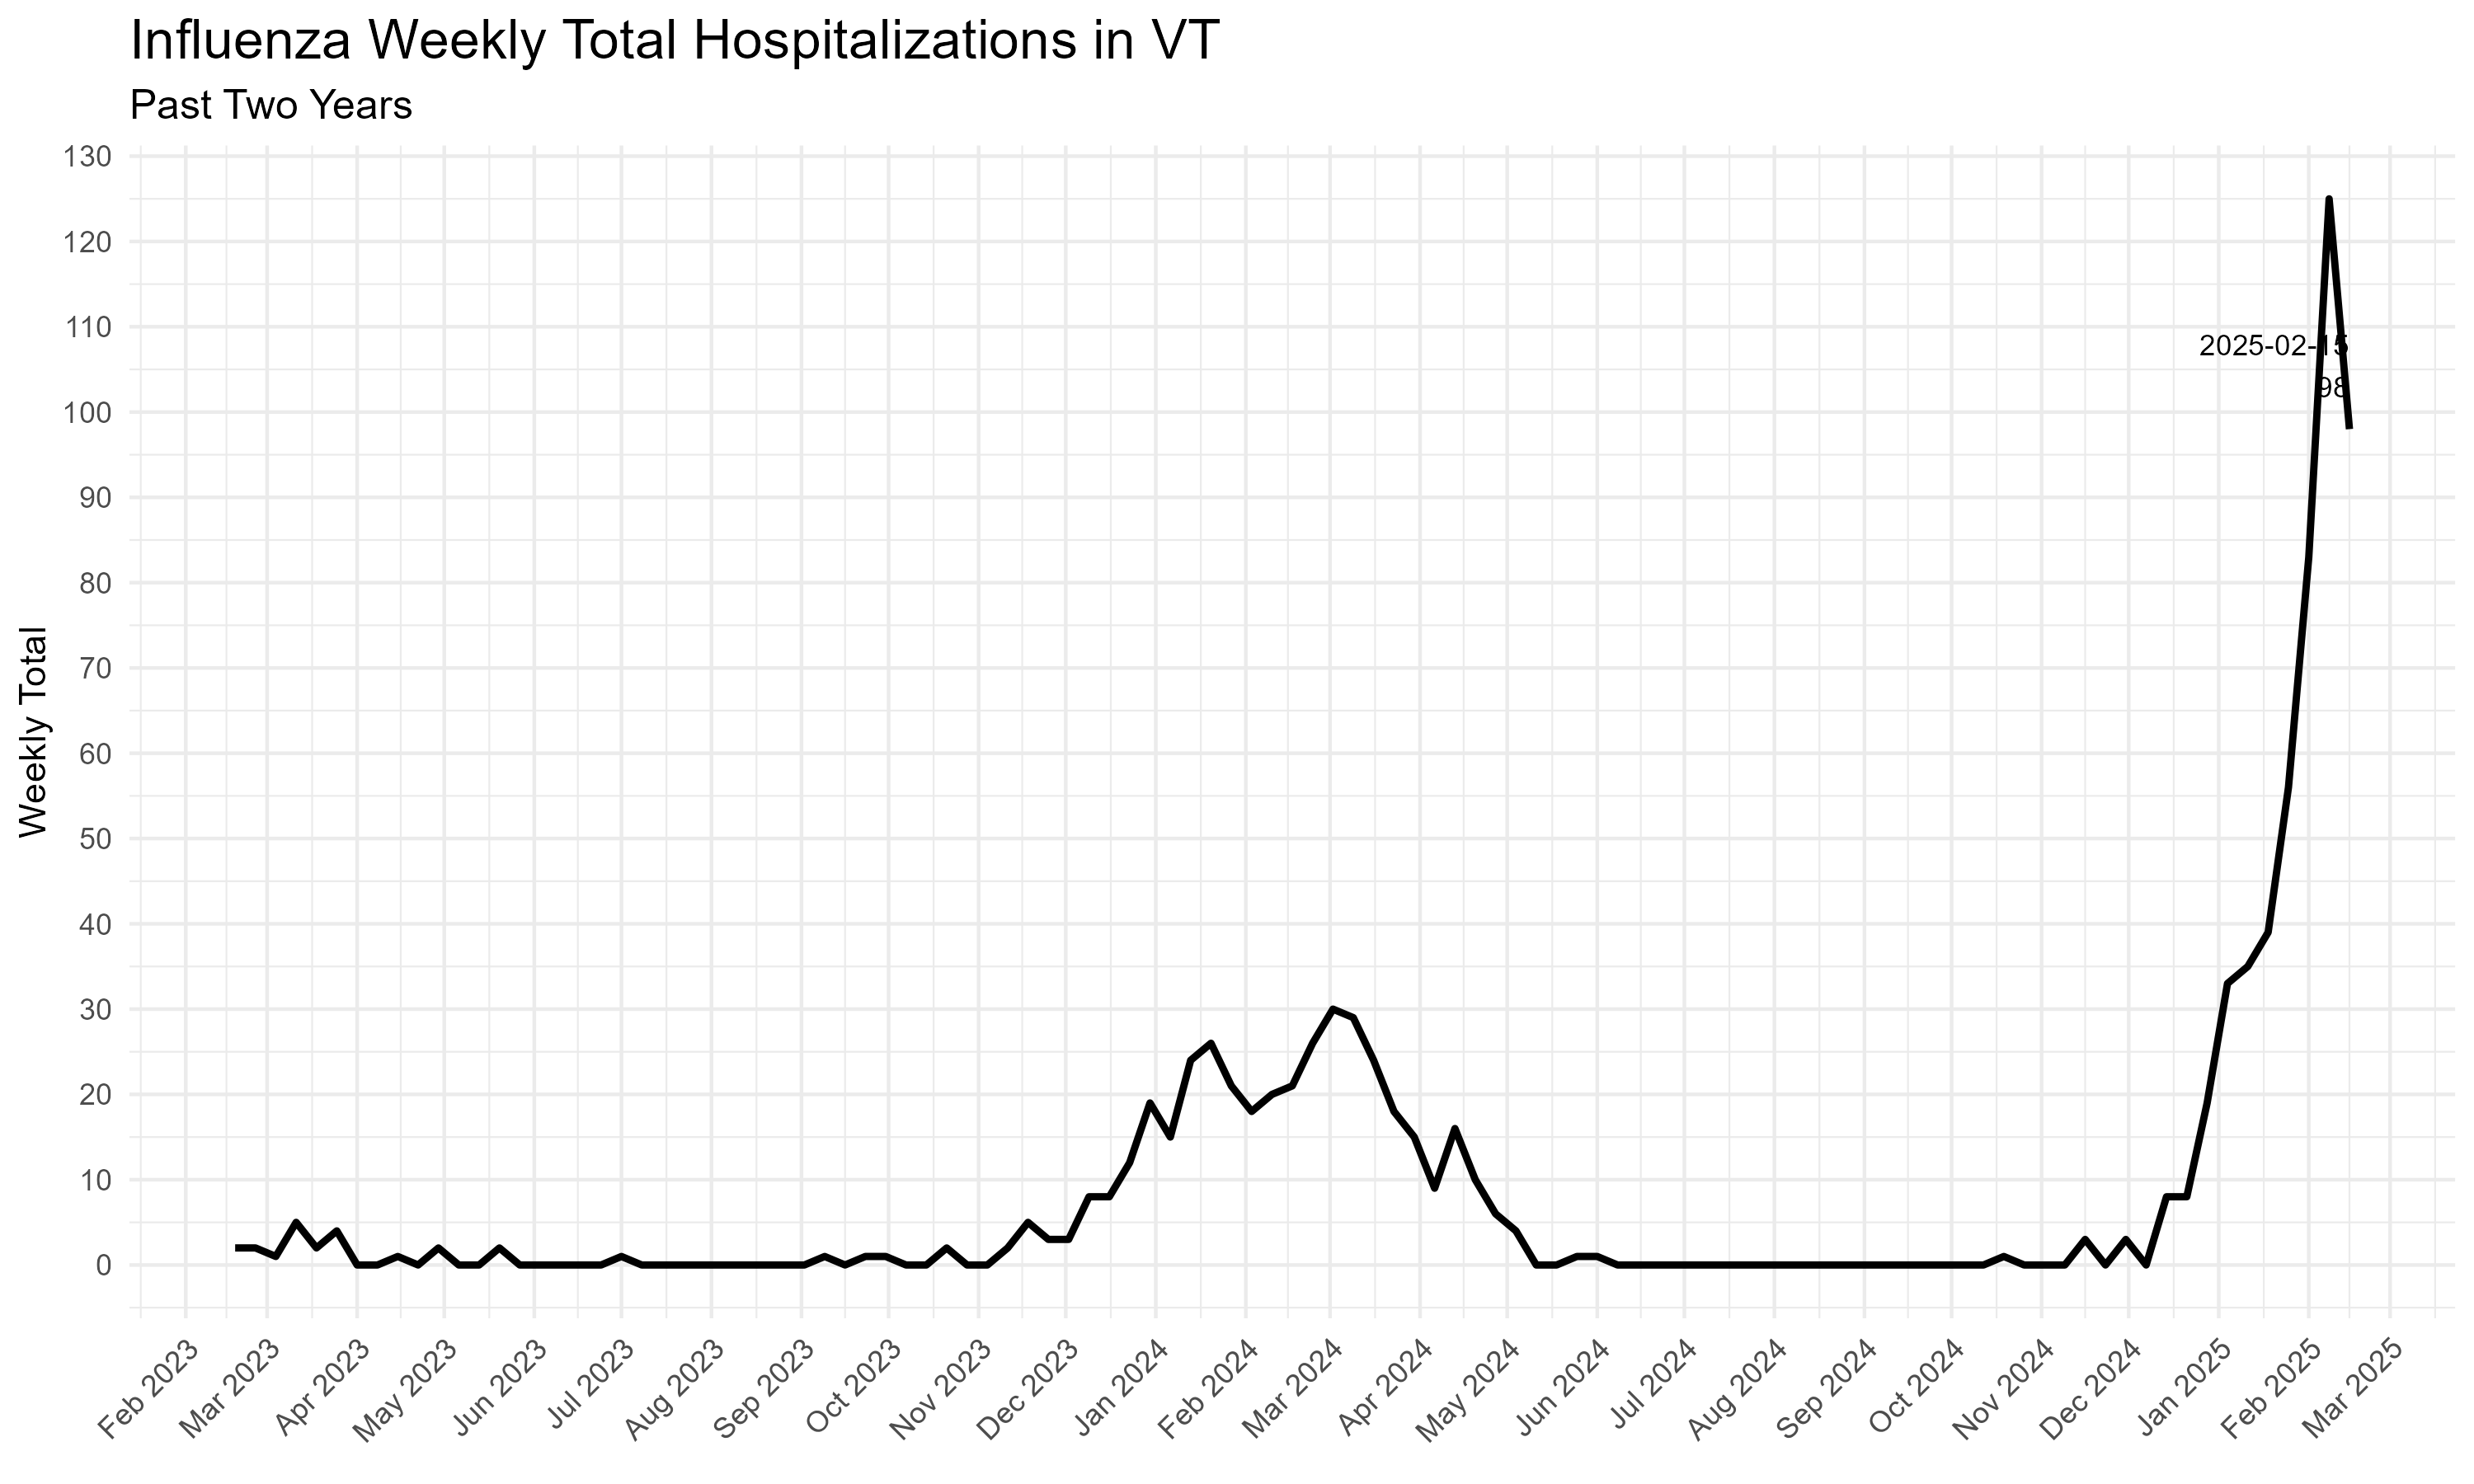 Influenza Weekly Total Hospitalizations in VT
Past Two Years
130
120
110
100
90
80
70
60
50
40
30
20
10
0
Weekly Total
2025-02-15
98
Feb 2023
Mar 2023
Apr 2023
May 2023
Jun 2023
Jul 2023
Aug 2023
Sep 2023
Oct 2023
Nov 2023
Dec 2023
Jan 2024
Feb 2024
Mar 2024
Apr 2024
May 2024
Jun 2024
Jul 2024
Aug 2024
Sep 2024
Oct 2024
Nov 2024
Dec 2024
Jan 2025
Feb 2025
Mar 2025